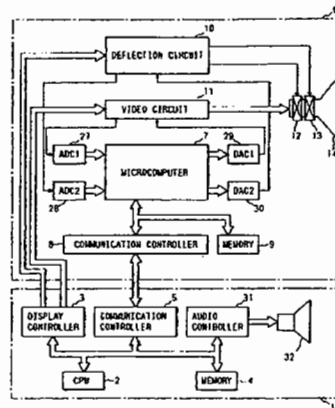 10
DEFLECTION CIRCUIT
11
VIDEO CIRCUIT
27
7
29
12
13
ADC1
DAC1
MICROCOMPUTER
ADC2
DAC2
28
30
8
COMMUNICATION CONTROLLER
MEMORY
9
3
5
31
DISPLAY
CONTROLLER
COMMUNICATION
CONTROLLER
AUDIO
CONTROLLER
32
CPU
2
MEMORY
4